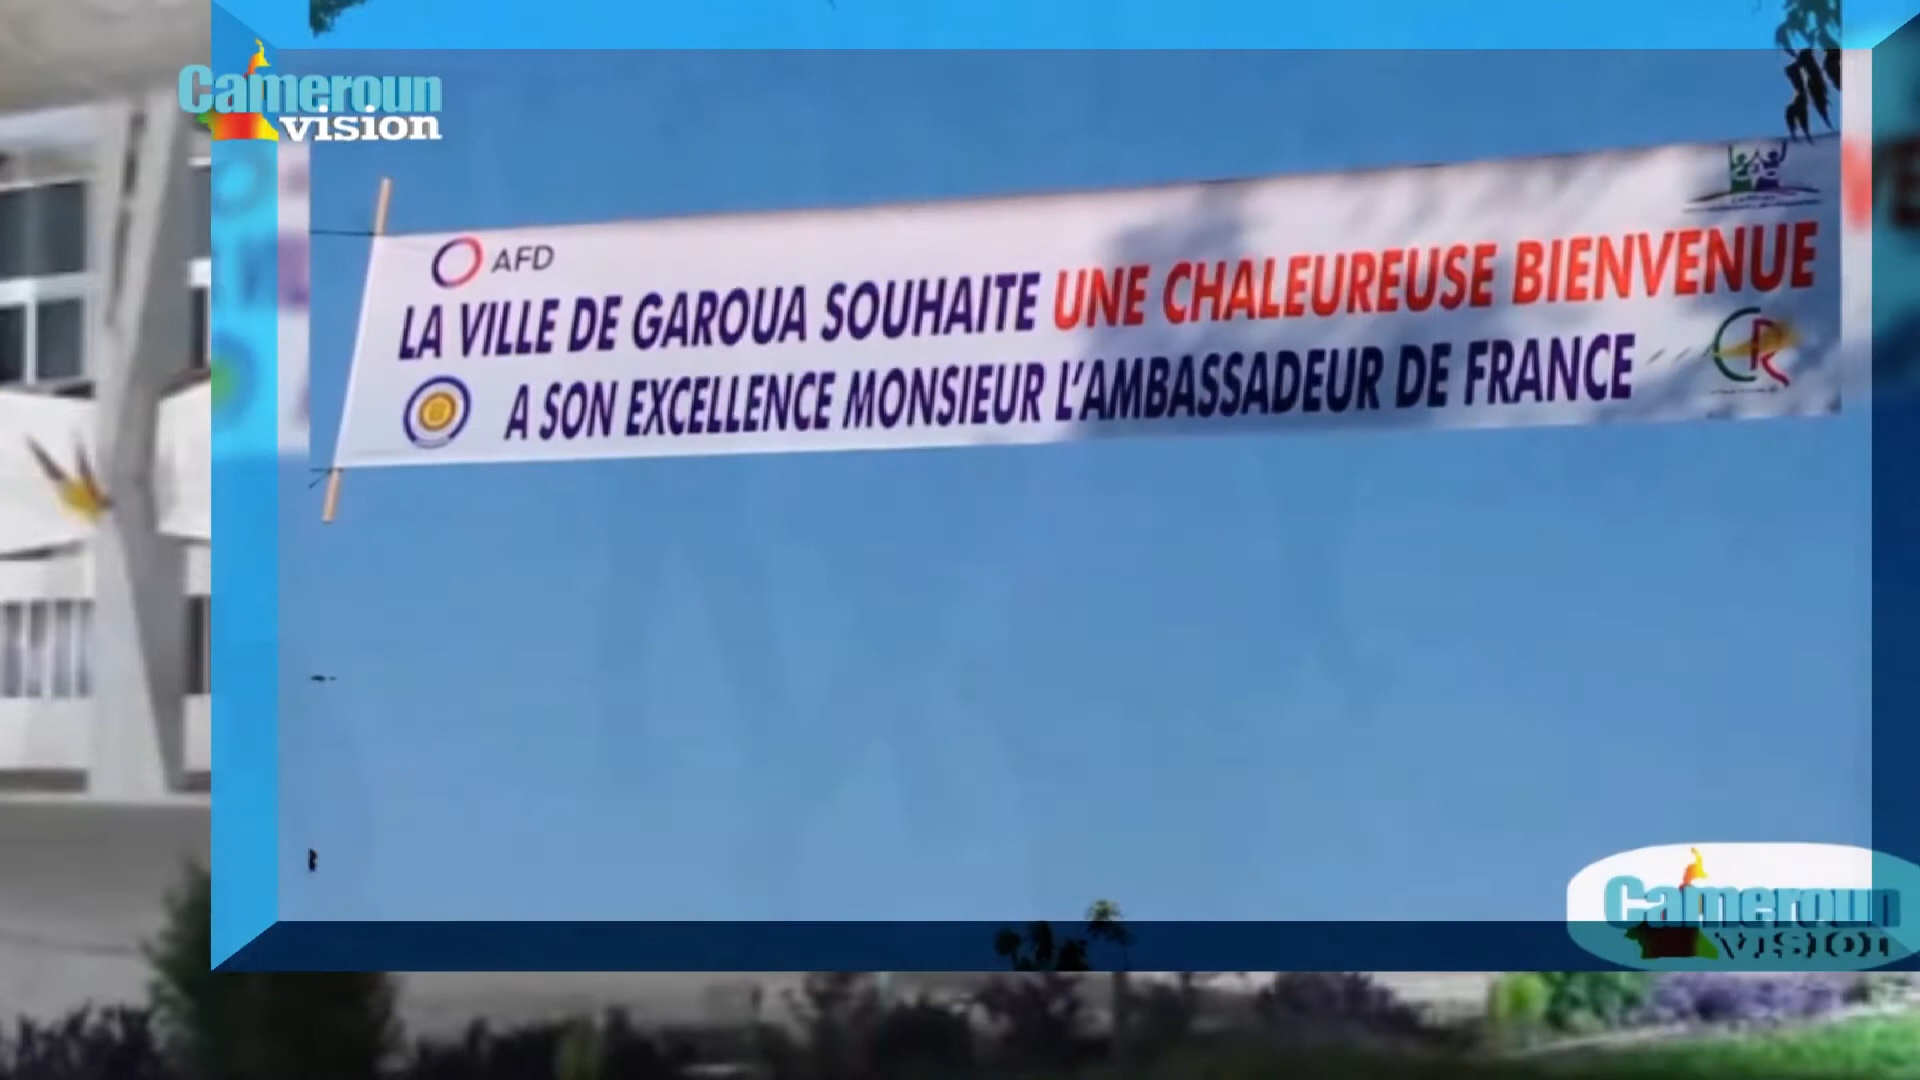 Cameroun
vision
AFD
LA VILLE DE GAROUA SOUHAITE UNE CHALEUREUSE BIENVENUE
A SON EXCELLENCE MONSIEUR L'AMBASSADEUR DE FRANCE
Cameroun
VISION